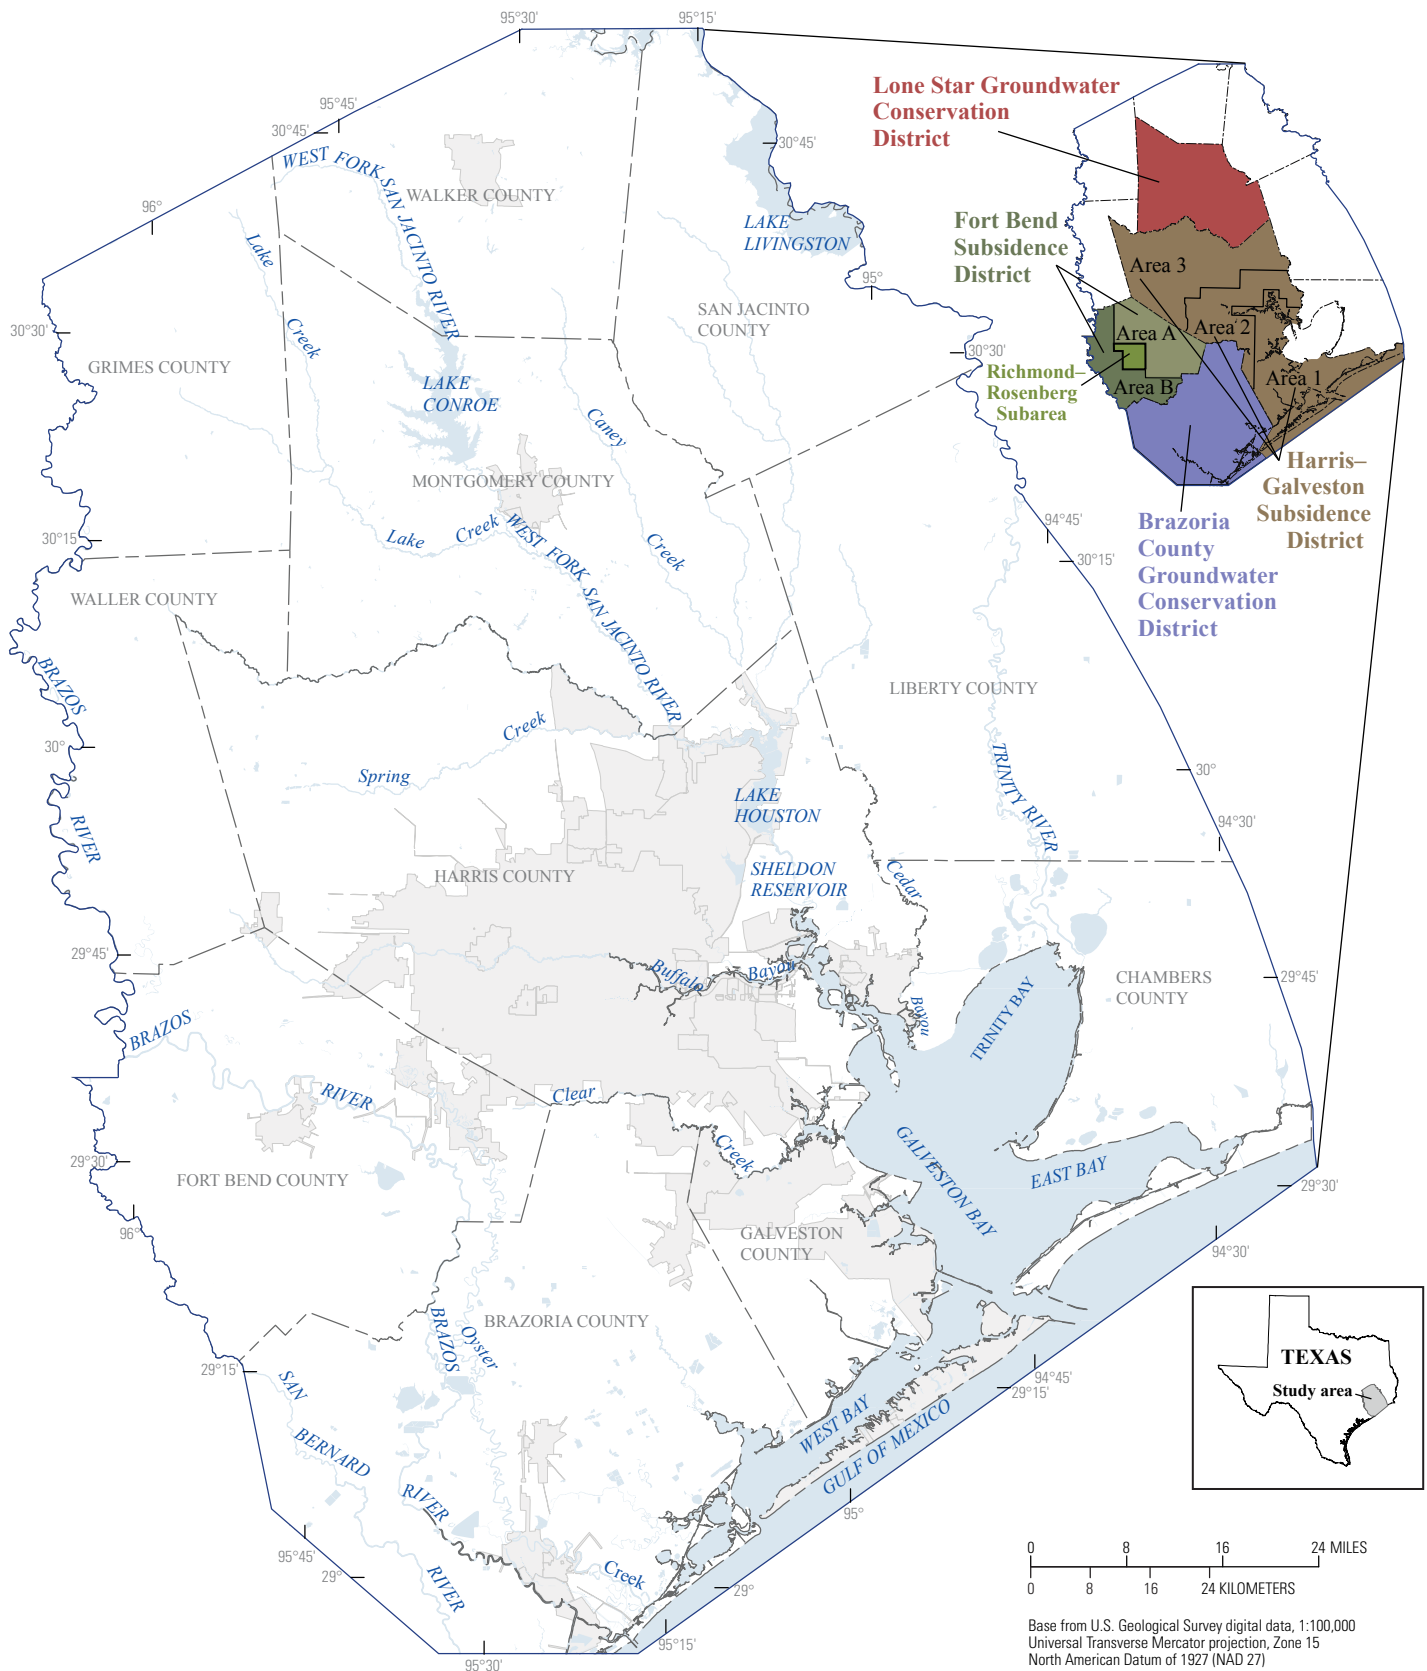 95°30'
95°15'
95°45'
30°45'
96°
WEST FORK SAN JACINTO RIVER
WALKER COUNTY
30°45'
Lake
LAKE
LIVINGSTON
95°
Creek
SAN JACINTO
COUNTY
30°30'
30°30'
GRIMES COUNTY
LAKE
CONROE
Caney
MONTGOMERY COUNTY
94°45'
30°15'
Lake
Creek
WEST FORK SAN JACINTO RIVER
Creek
30°15'
WALLER COUNTY
BRAZOS
LIBERTY COUNTY
Creek
30°
Spring
TRINITY RIVER
30°
LAKE
HOUSTON
94°30'
RIVER
HARRIS COUNTY
SHELDON
RESERVOIR
Cedar
29°45'
Buffalo
Bayou
CHAMBERS
COUNTY
29°45'
Bayou
TRINITY BAY
BRAZOS
RIVER
Clear
Creek
GALVESTON BAY
29°30'
FORT BEND COUNTY
EAST BAY
29°30'
96°
GALVESTON
COUNTY
94°30'
BRAZORIA COUNTY
BRAZOS
Oyster
29°15'
SAN
94°45'
29°15'
WEST BAY
GULF OF MEXICO
BERNARD
RIVER
95°
95°45'
29°
RIVER
Creek
29°
95°15'
95°30'
Lone Star Groundwater
Conservation
District
Fort Bend
Subsidence
District
Area 3
Area 2
Area A
Richmond–
Rosenberg
Subarea
Area B
Area 1
Harris–
Galveston
Subsidence
District
Brazoria
County
Groundwater
Conservation
District
TEXAS
Study area
0 8 16 24 MILES
0 8 16 24 KILOMETERS
Base from U.S. Geological Survey digital data, 1:100,000
Universal Transverse Mercator projection, Zone 15
North American Datum of 1927 (NAD 27)